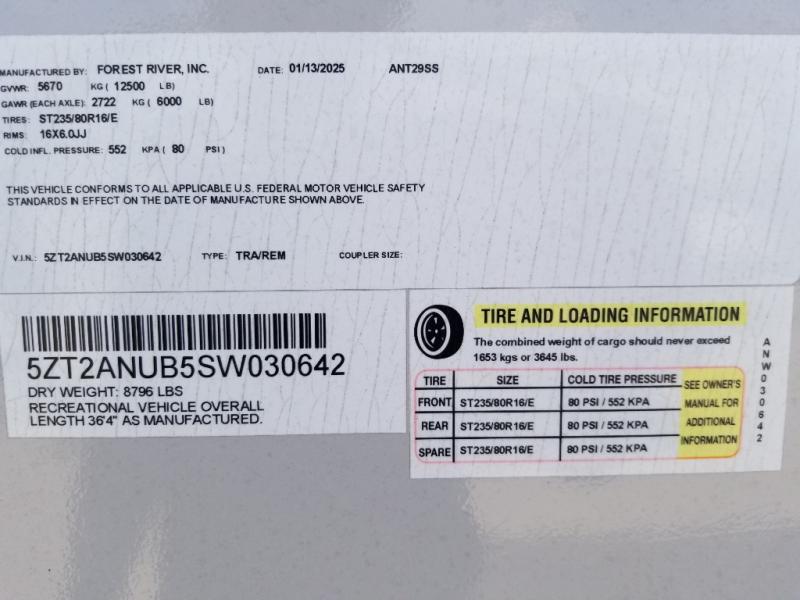 MANUFACTURED BY: FOREST RIVER, INC. DATE: 01/13/2025 ANT29SS
GVWR: 5670 KG ( 12500 LB)
GAWR (EACH AXLE): 2722 KG ( 6000 LB)
TIRES: ST235/80R16/E
RIMS: 16X6.0JJ
COLD INFL. PRESSURE: 552 KPA ( 80 PSI )
THIS VEHICLE CONFORMS TO ALL APPLICABLE U.S. FEDERAL MOTOR VEHICLE SAFETY
STANDARDS IN EFFECT ON THE DATE OF MANUFACTURE SHOWN ABOVE.
V.I.N.: 5ZT2ANUB5SW030642 TYPE: TRA/REM COUPLER SIZE:
5ZT2ANUB5SW030642
DRY WEIGHT: 8796 LBS
RECREATIONAL VEHICLE OVERALL
LENGTH 36'4" AS MANUFACTURED.
TIRE AND LOADING INFORMATION
The combined weight of cargo should never exceed
1653 kgs or 3645 lbs.
TIRE SIZE COLD TIRE PRESSURE
FRONT ST235/80R16/E 80 PSI / 552 KPA
REAR ST235/80R16/E 80 PSI / 552 KPA
SPARE ST235/80R16/E 80 PSI / 552 KPA
SEE OWNER'S
MANUAL FOR
ADDITIONAL
INFORMATION
ANW030642